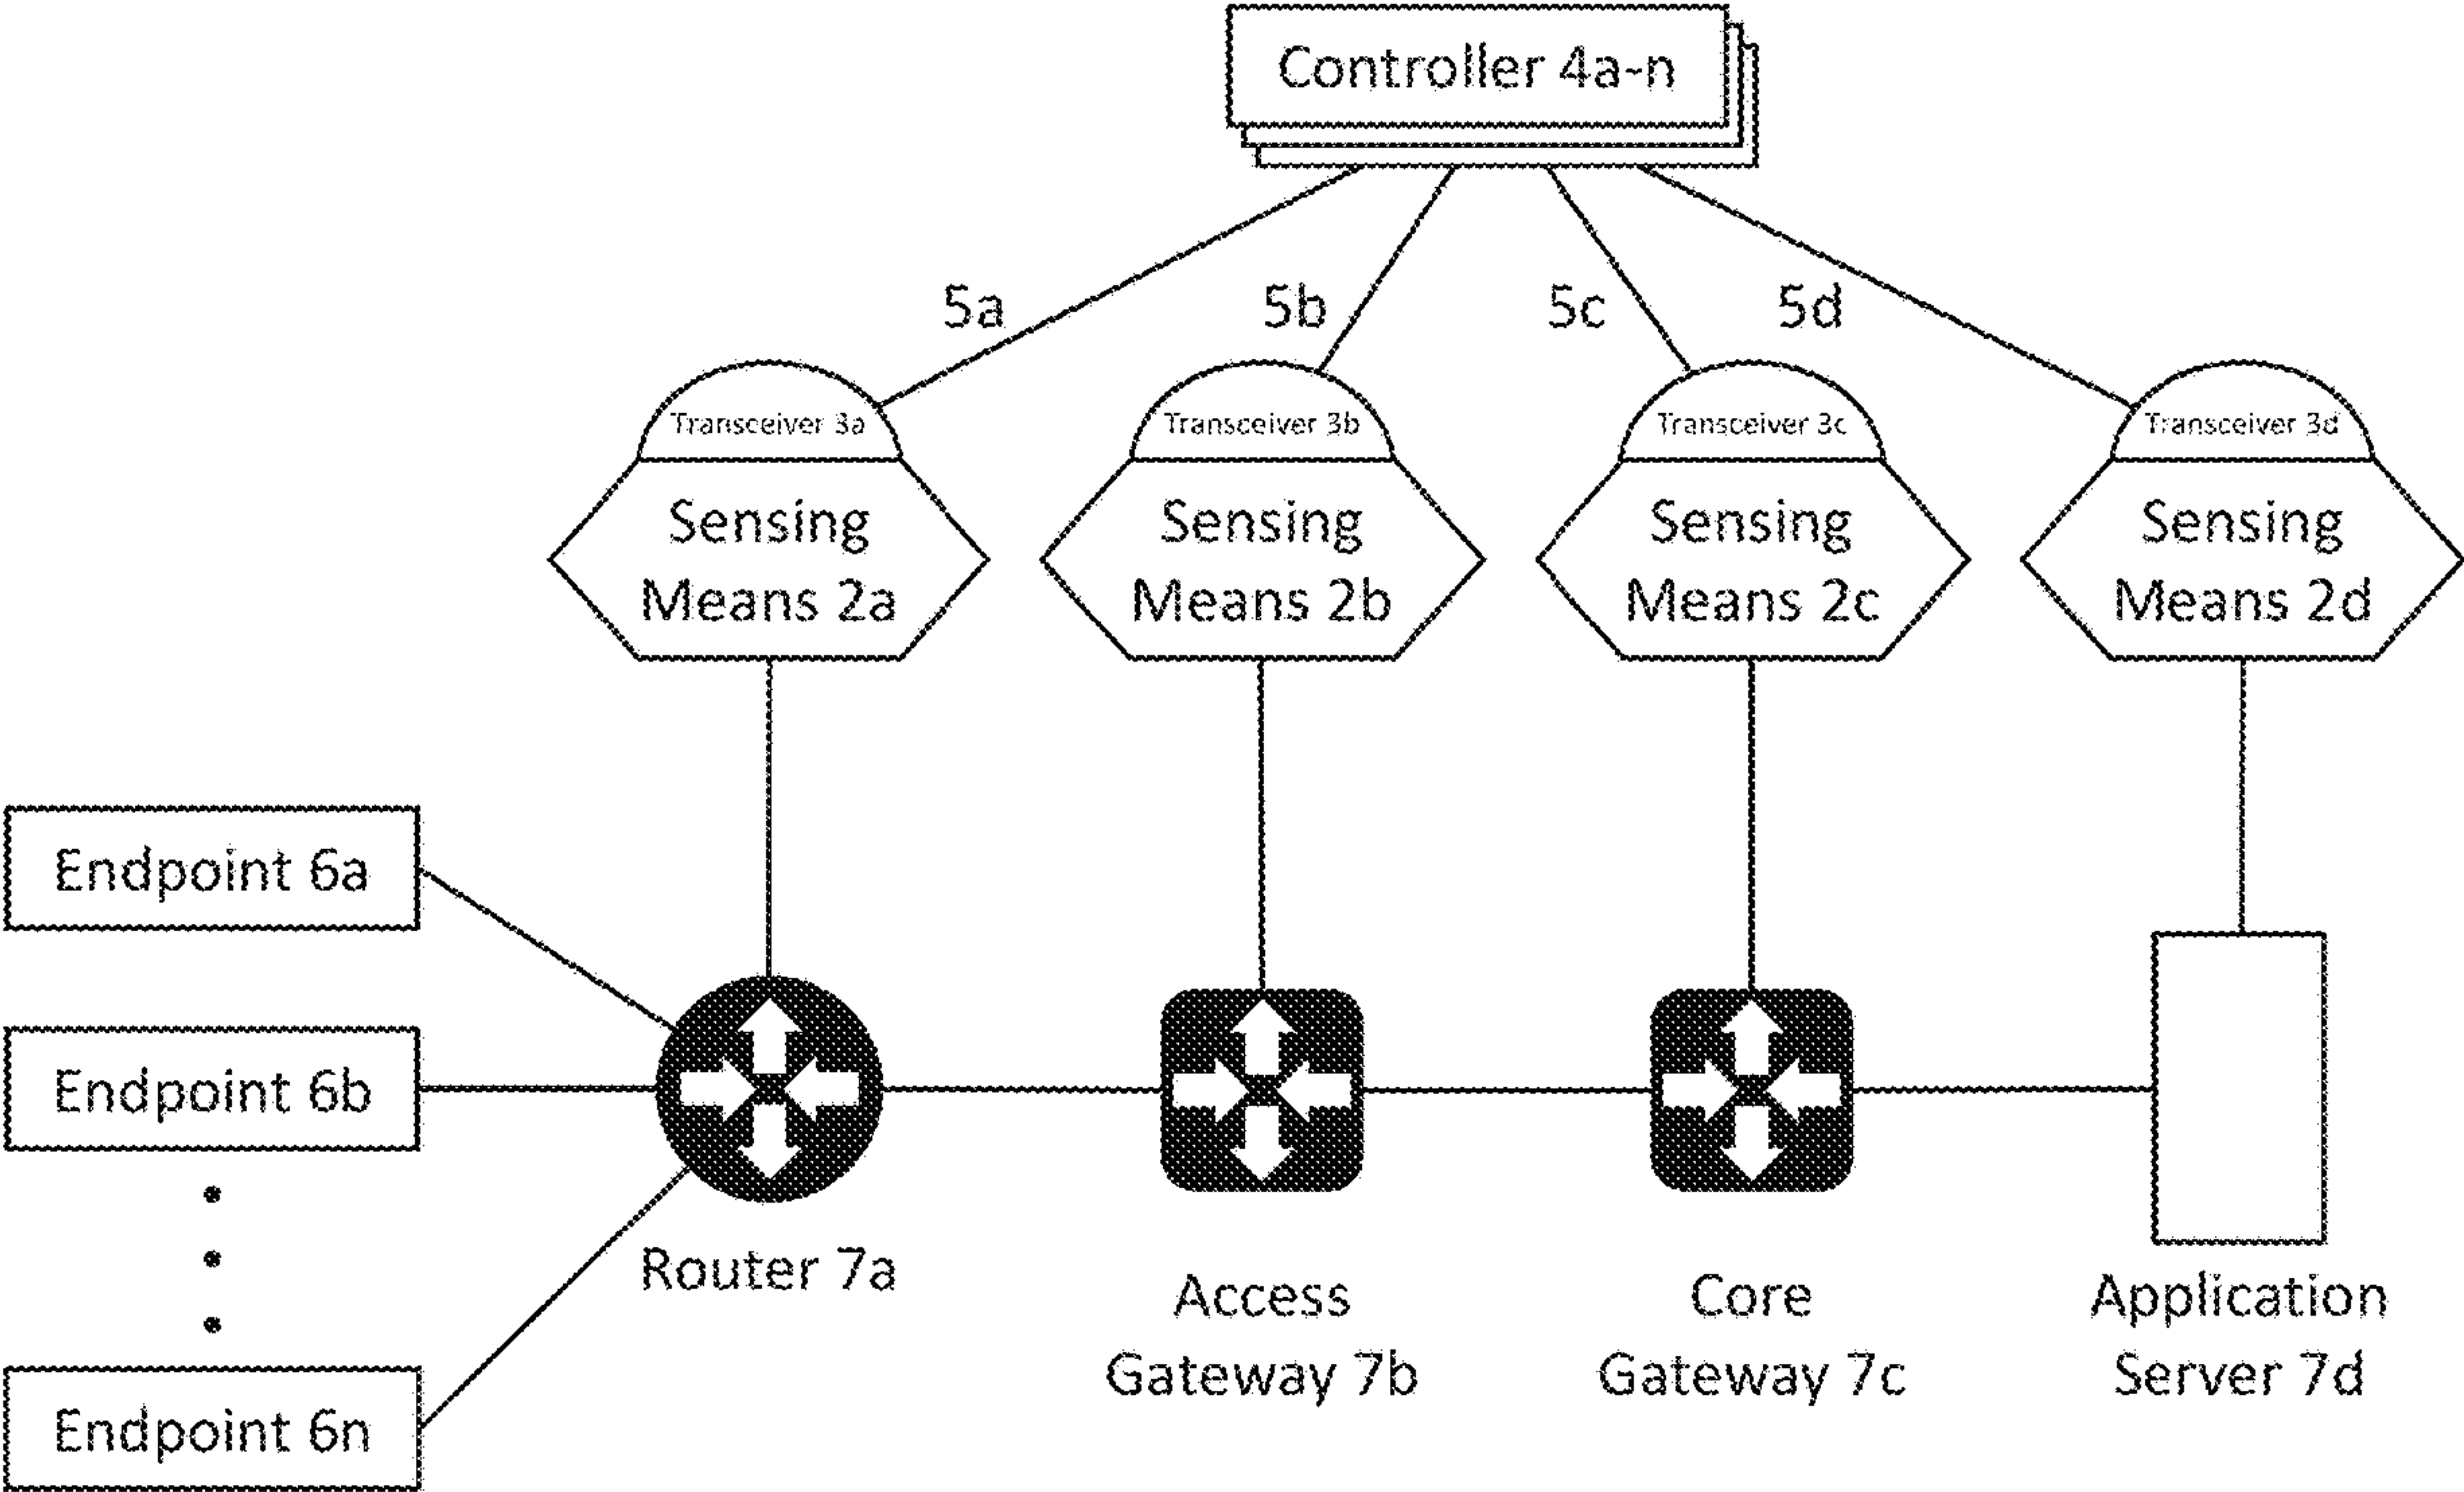 Controller 4a-n
5a
5b
5c
5d
Transceiver 3a
Transceiver 3b
Transceiver 3c
Transceiver 3d
Sensing
Means 2a
Sensing
Means 2b
Sensing
Means 2c
Sensing
Means 2d
Endpoint 6a
Endpoint 6b
Endpoint 6n
Router 7a
Access
Gateway 7b
Core
Gateway 7c
Application
Server 7d